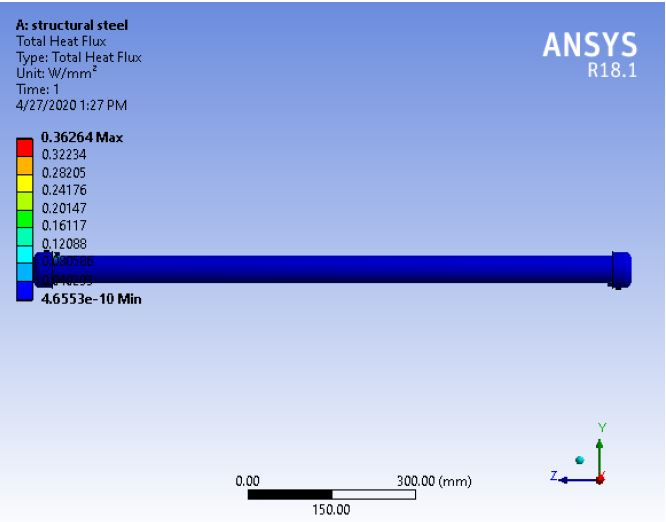 A: structural steel
Total Heat Flux
Type: Total Heat Flux
Unit: W/mm²
Time: 1
4/27/2020 1:27 PM
ANSYS
R18.1
0.36264 Max
0.32234
0.28205
0.24176
0.20147
0.16117
0.12088
4.6553e-10 Min
Y
Z
X
0.00
300.00 (mm)
150.00